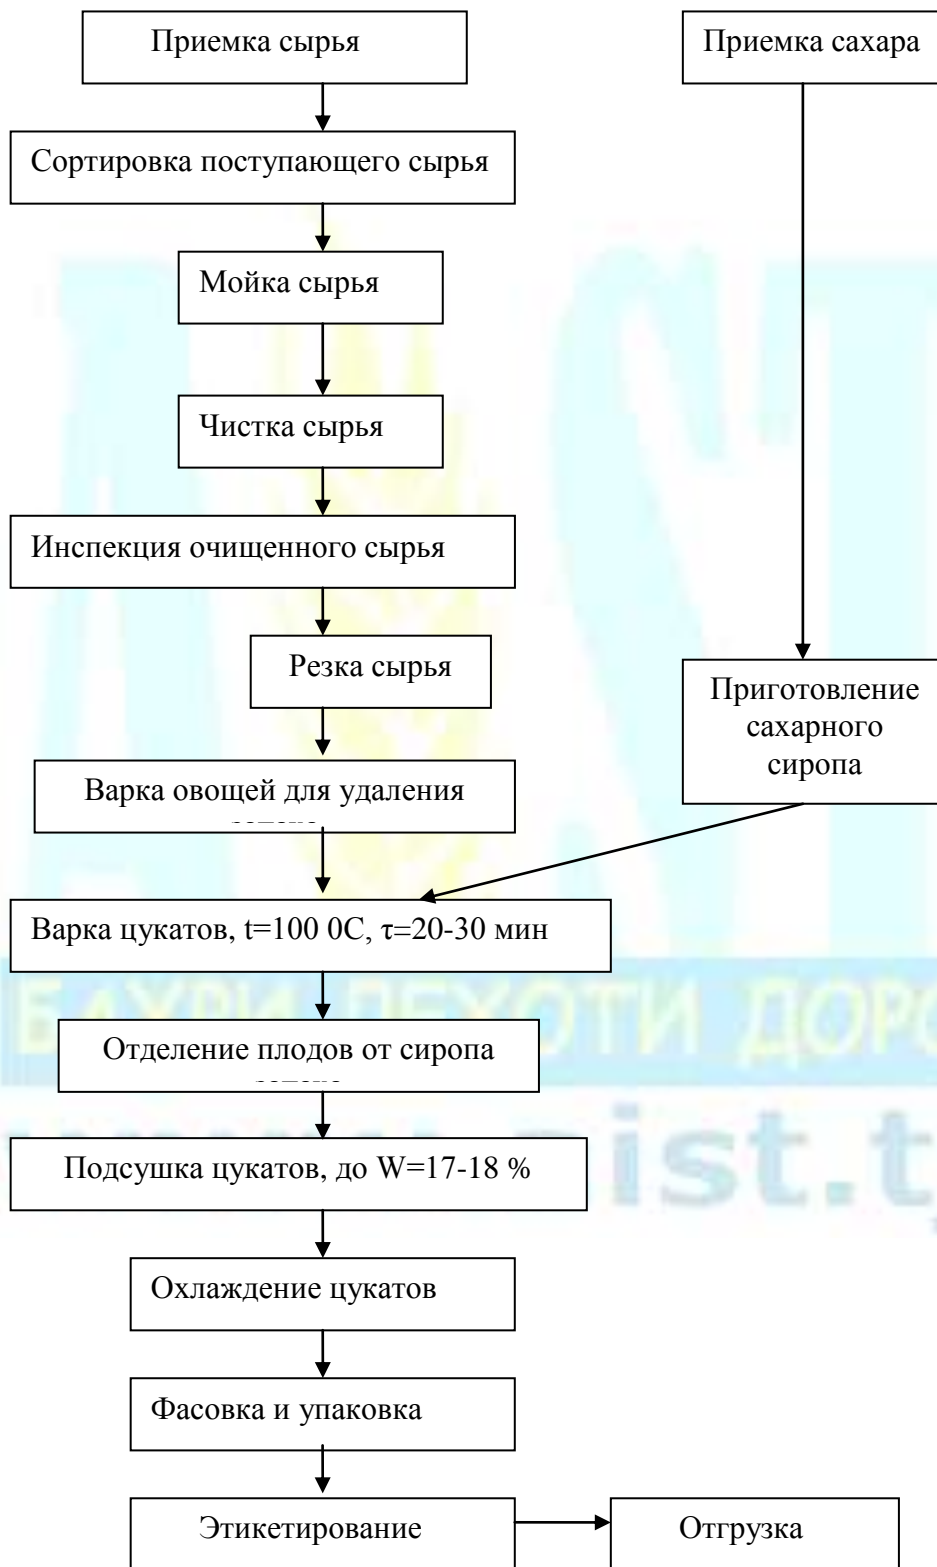 Приемка сырья
Приемка сахара
Сортировка поступающего сырья
Мойка сырья
Чистка сырья
Инспекция очищенного сырья
Резка сырья
Приготовление
сахарного
сиропа
Варка овощей для удаления
Варка цукатов, t=100 0С, τ=20-30 мин
Отделение плодов от сиропа
Подсушка цукатов, до W=17-18 %
Охлаждение цукатов
Фасовка и упаковка
Этикетирование
Отгрузка